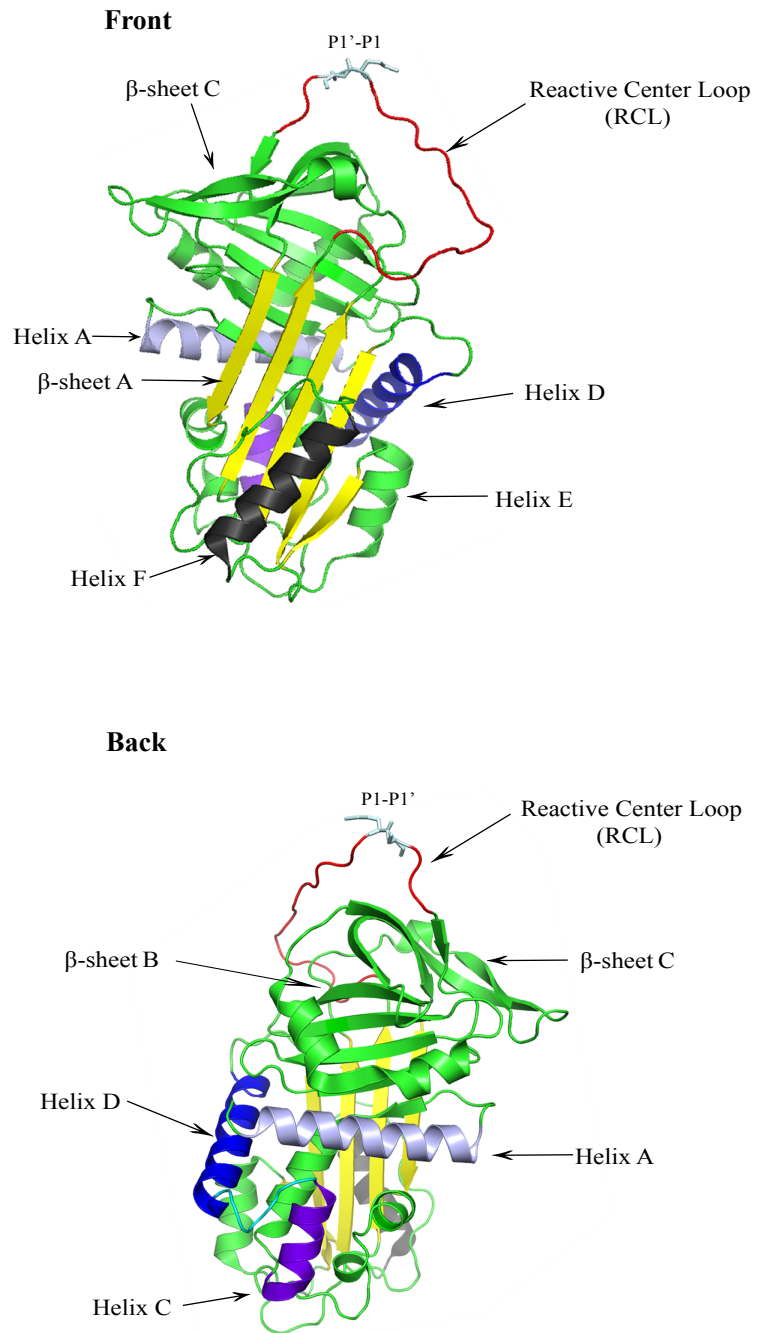 Front
P1’-P1
β-sheet C
Reactive Center Loop
(RCL)
Helix A
β-sheet A
Helix D
Helix E
Helix F
Back
P1-P1’
Reactive Center Loop
(RCL)
β-sheet B
β-sheet C
Helix D
Helix A
Helix C